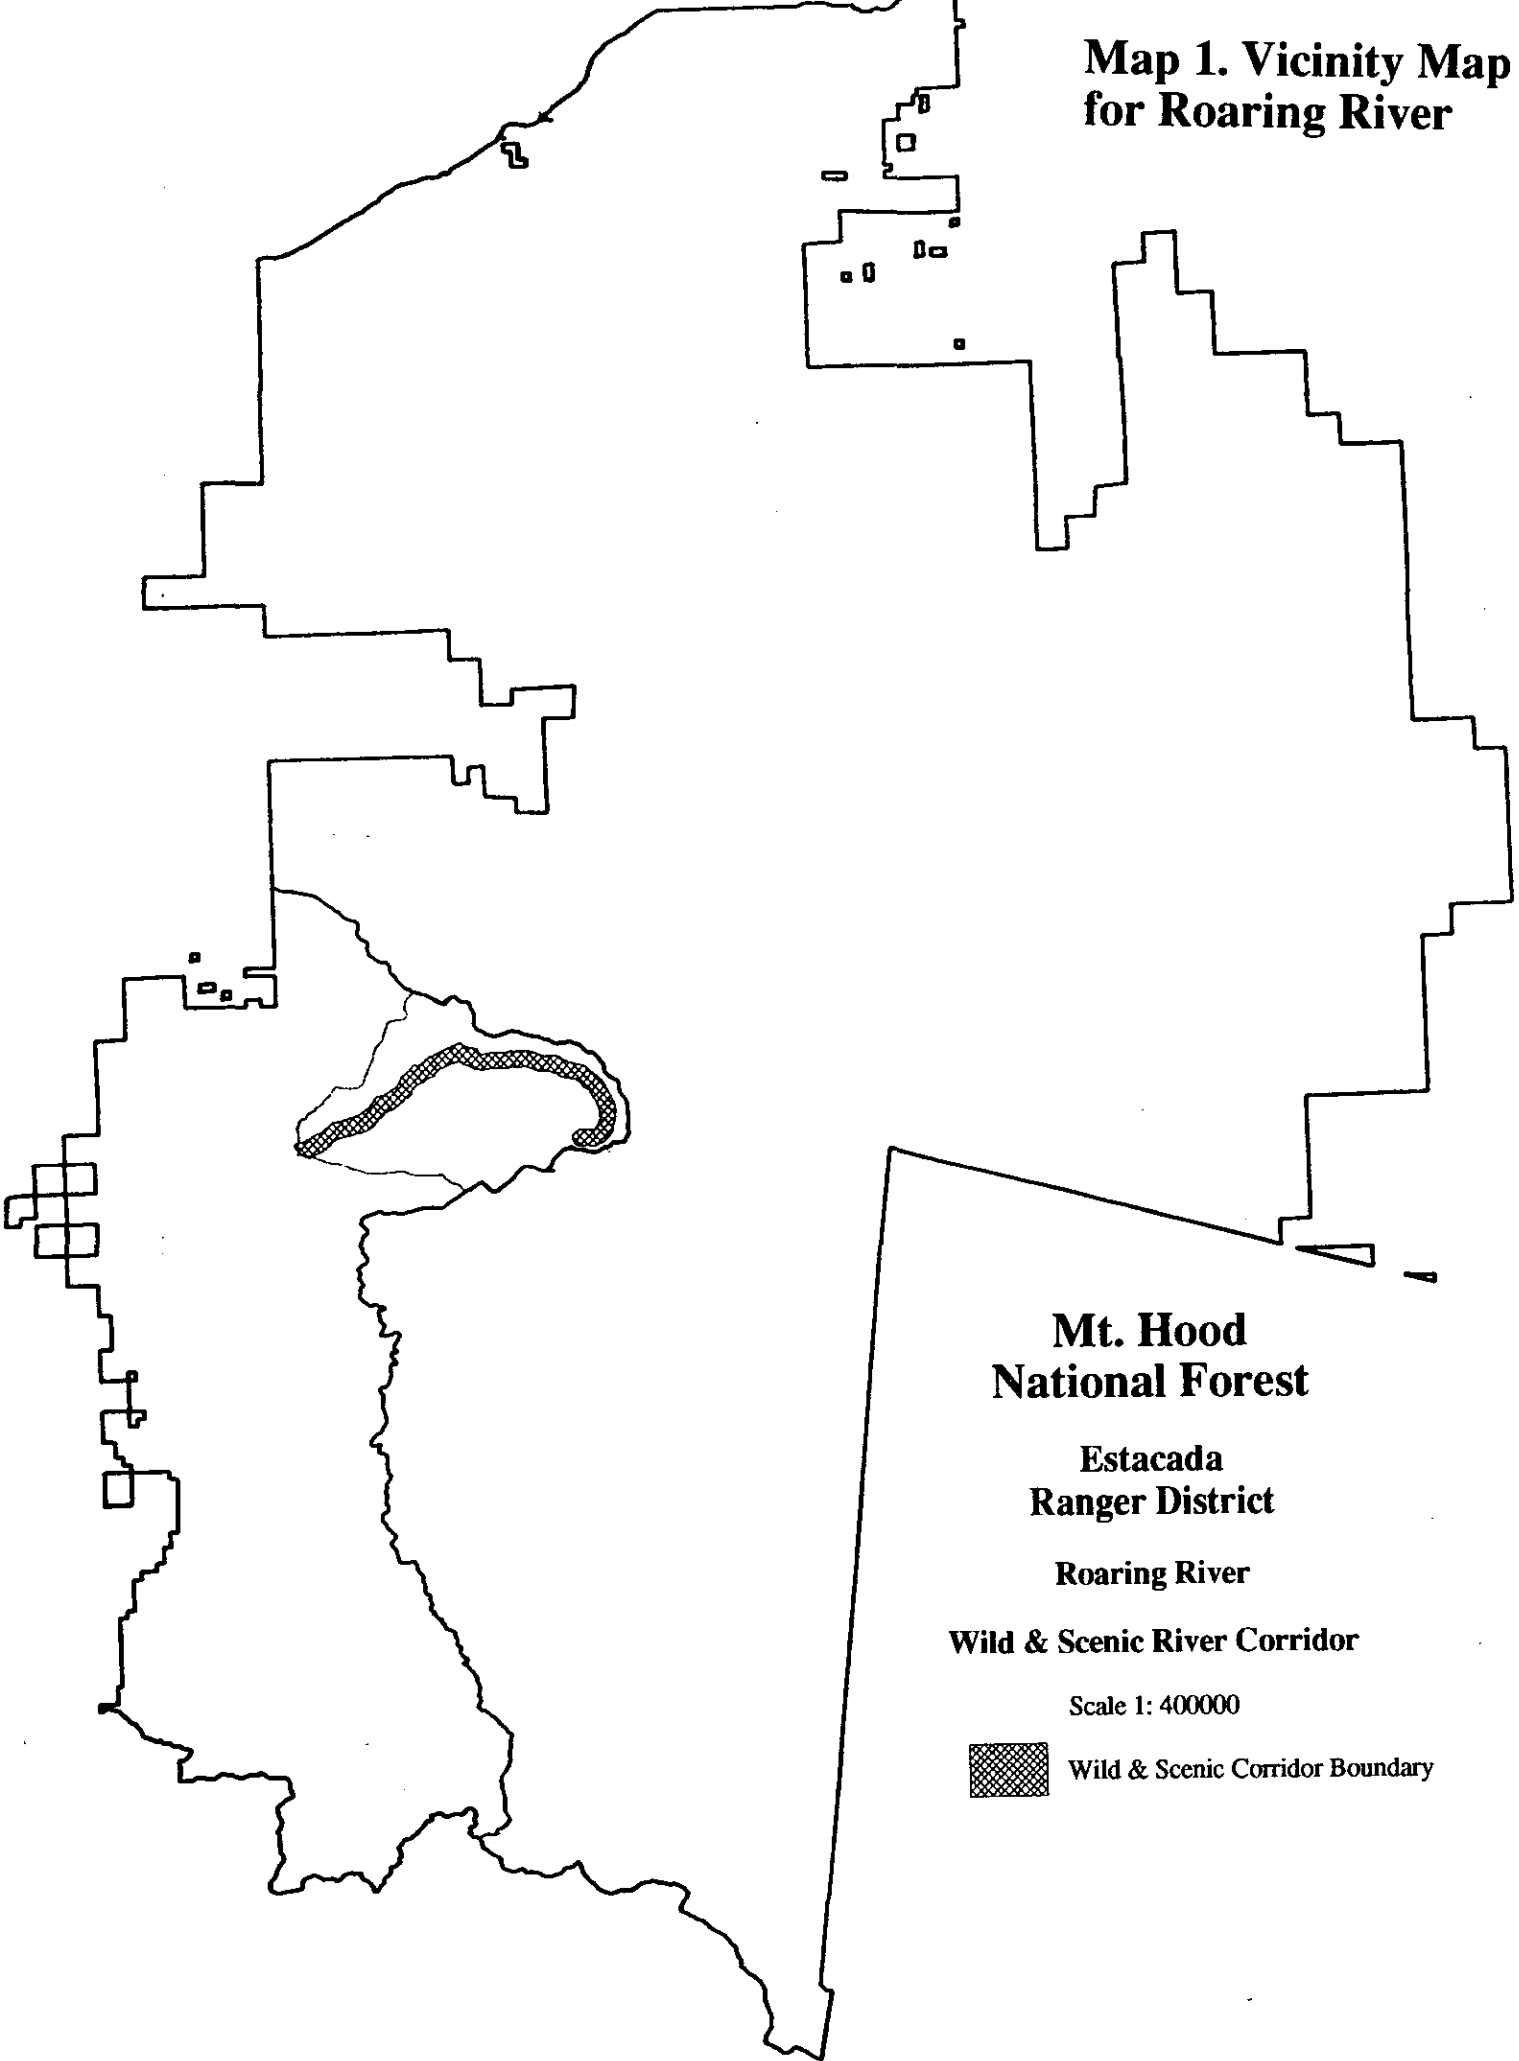 Map 1. Vicinity Map
for Roaring River
Mt. Hood
National Forest
Estacada
Ranger District
Roaring River
Wild & Scenic River Corridor
Scale 1: 400000
Wild & Scenic Corridor Boundary